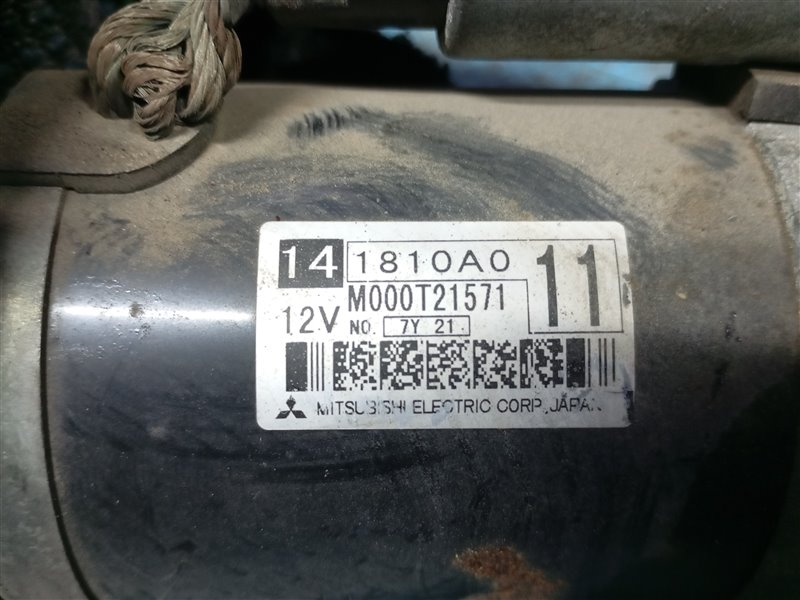 14 1810A0 11
M000T21571
12V NO. 7Y 21.
MITSUBISHI ELECTRIC CORP. JAPAN